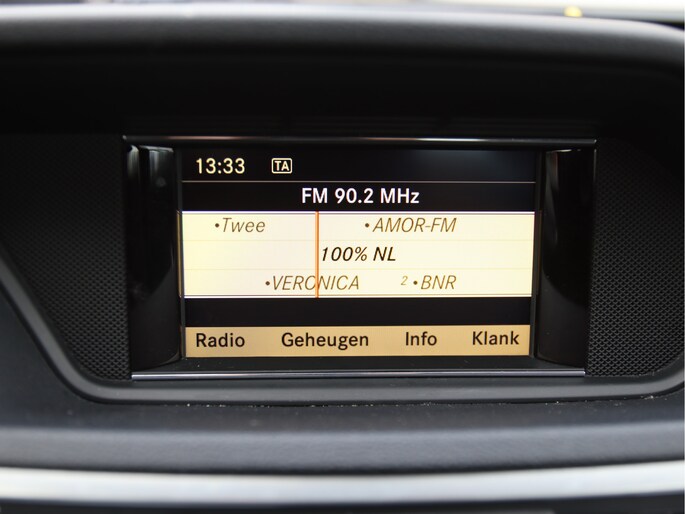 13:33 TA
FM 90.2 MHz
•Twee •AMOR-FM
100% NL
•VERONICA 2•BNR
Radio Geheugen Info Klank